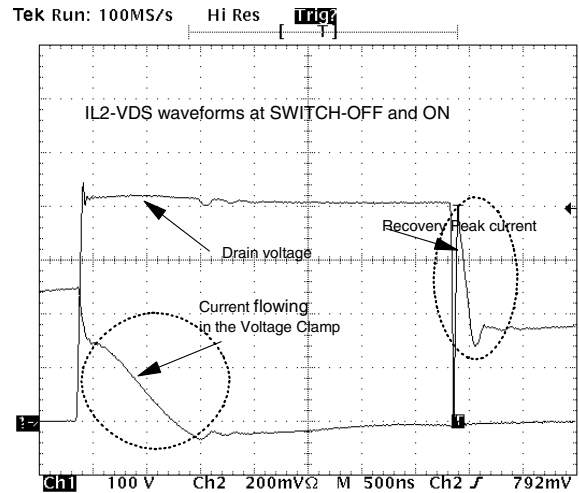 Tek Run: 100MS/s Hi Res Trig?
[ T ]
IL2-VDS waveforms at SWITCH-OFF and ON
Recovery Peak current
Drain voltage
Current flowing
in the Voltage Clamp
T
Ch1 100 V Ch2 200mVΩ M 500ns Ch2 ∫ 792mV